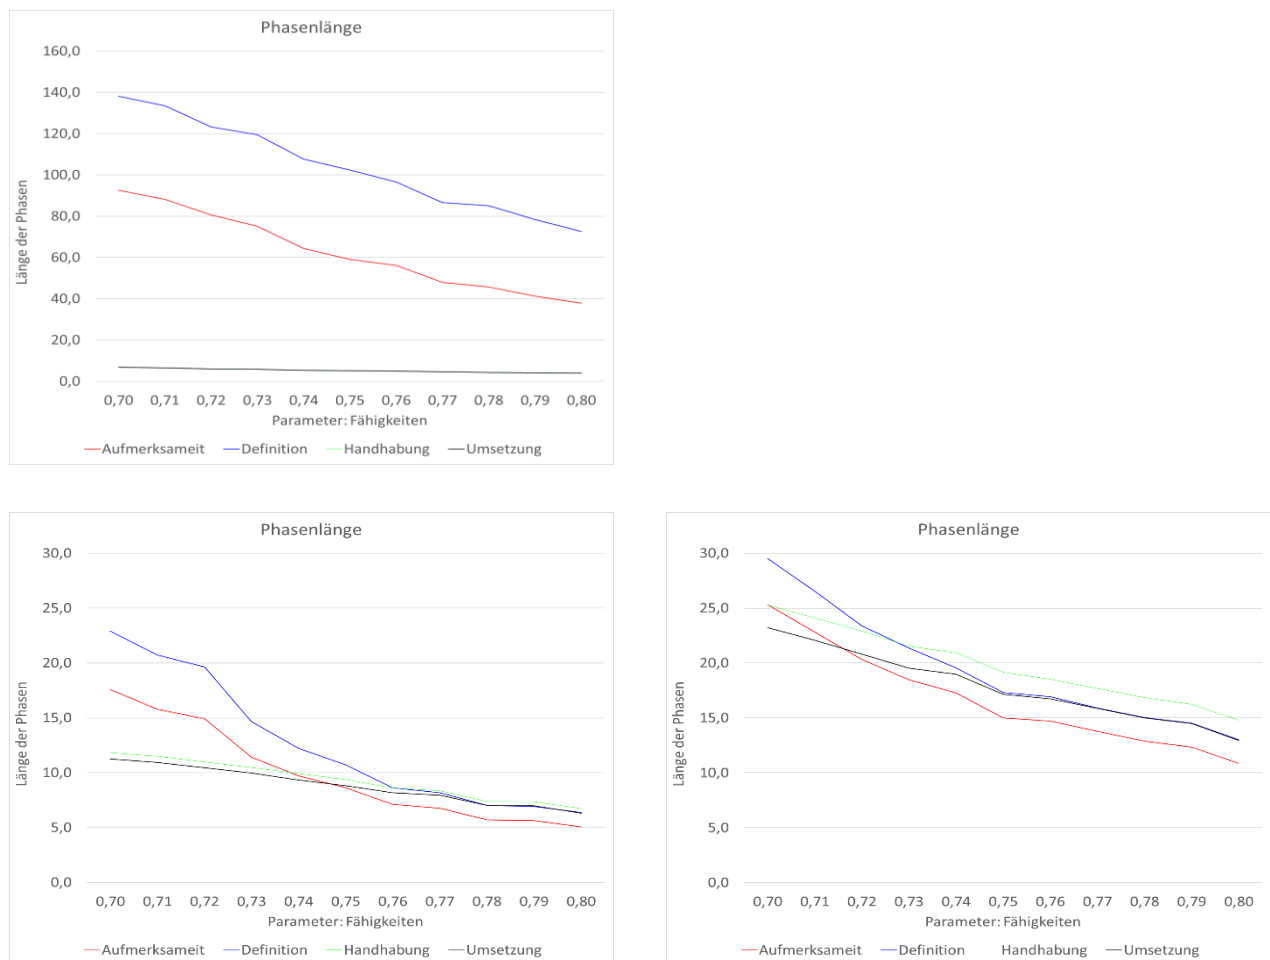 Phasenlänge
160,0
140,0
120,0
100,0
80,0
60,0
40,0
20,0
0,0
Länge der Phasen
0,70 0,71 0,72 0,73 0,74 0,75 0,76 0,77 0,78 0,79 0,80
Parameter: Fähigkeiten
Aufmerksameit Definition Handhabung Umsetzung
Phasenlänge
30,0
25,0
20,0
15,0
10,0
5,0
0,0
Länge der Phasen
0,70 0,71 0,72 0,73 0,74 0,75 0,76 0,77 0,78 0,79 0,80
Parameter: Fähigkeiten
Aufmerksameit Definition Handhabung Umsetzung
Phasenlänge
30,0
25,0
20,0
15,0
10,0
5,0
0,0
Länge der Phasen
0,70 0,71 0,72 0,73 0,74 0,75 0,76 0,77 0,78 0,79 0,80
Parameter: Fähigkeiten
Aufmerksameit Definition Handhabung Umsetzung